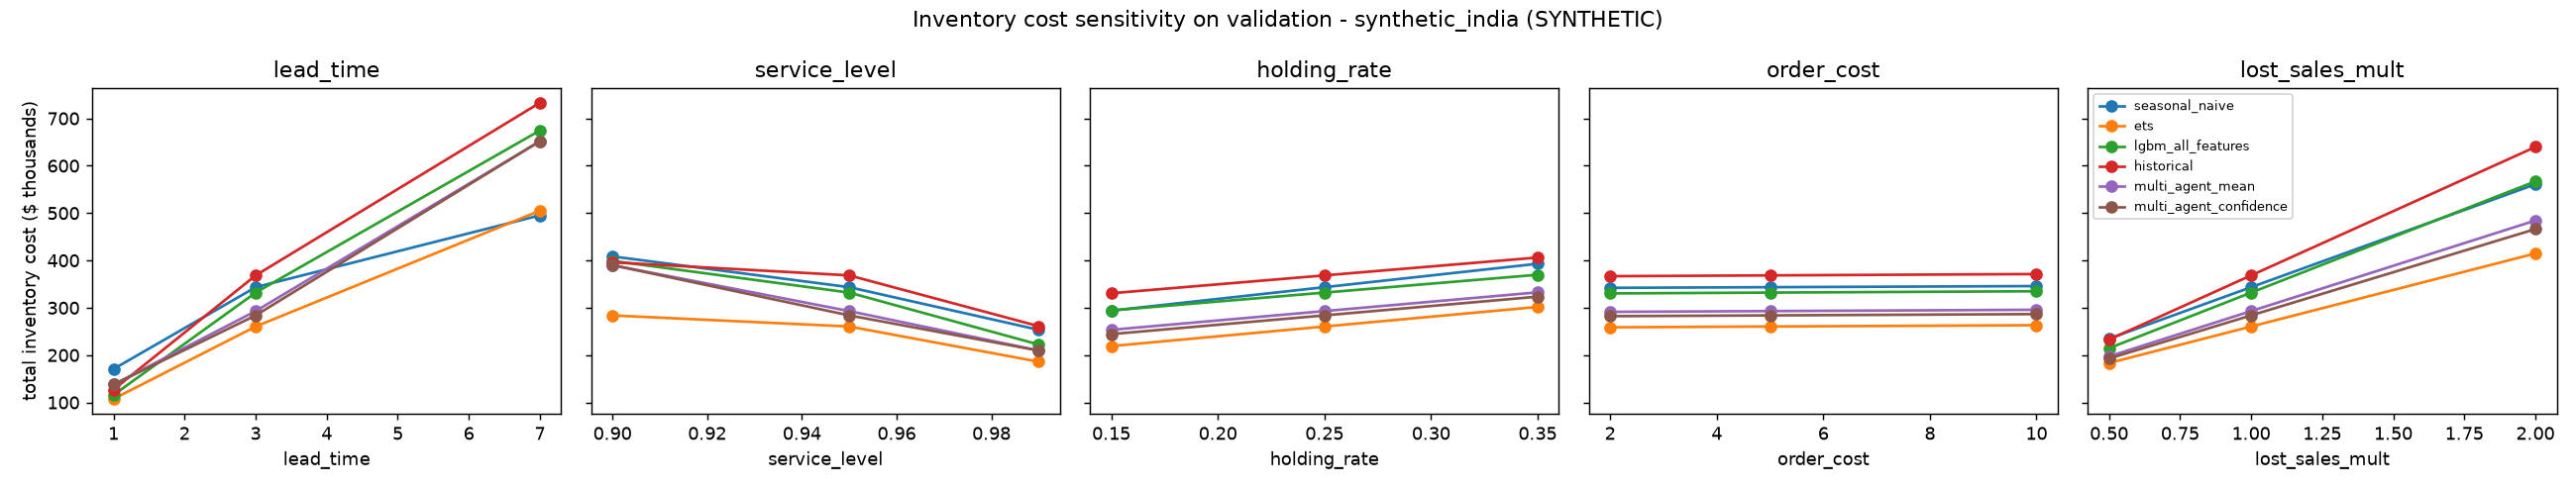 Inventory cost sensitivity on validation - synthetic_india (SYNTHETIC)
lead_time
service_level
holding_rate
order_cost
lost_sales_mult
total inventory cost ($ thousands)
700
600
500
400
300
200
100
seasonal_naive
ets
lgbm_all_features
historical
multi_agent_mean
multi_agent_confidence
1 2 3 4 5 6 7
0.90 0.92 0.94 0.96 0.98
0.15 0.20 0.25 0.30 0.35
2 4 6 8 10
0.50 0.75 1.00 1.25 1.50 1.75 2.00
lead_time
service_level
holding_rate
order_cost
lost_sales_mult